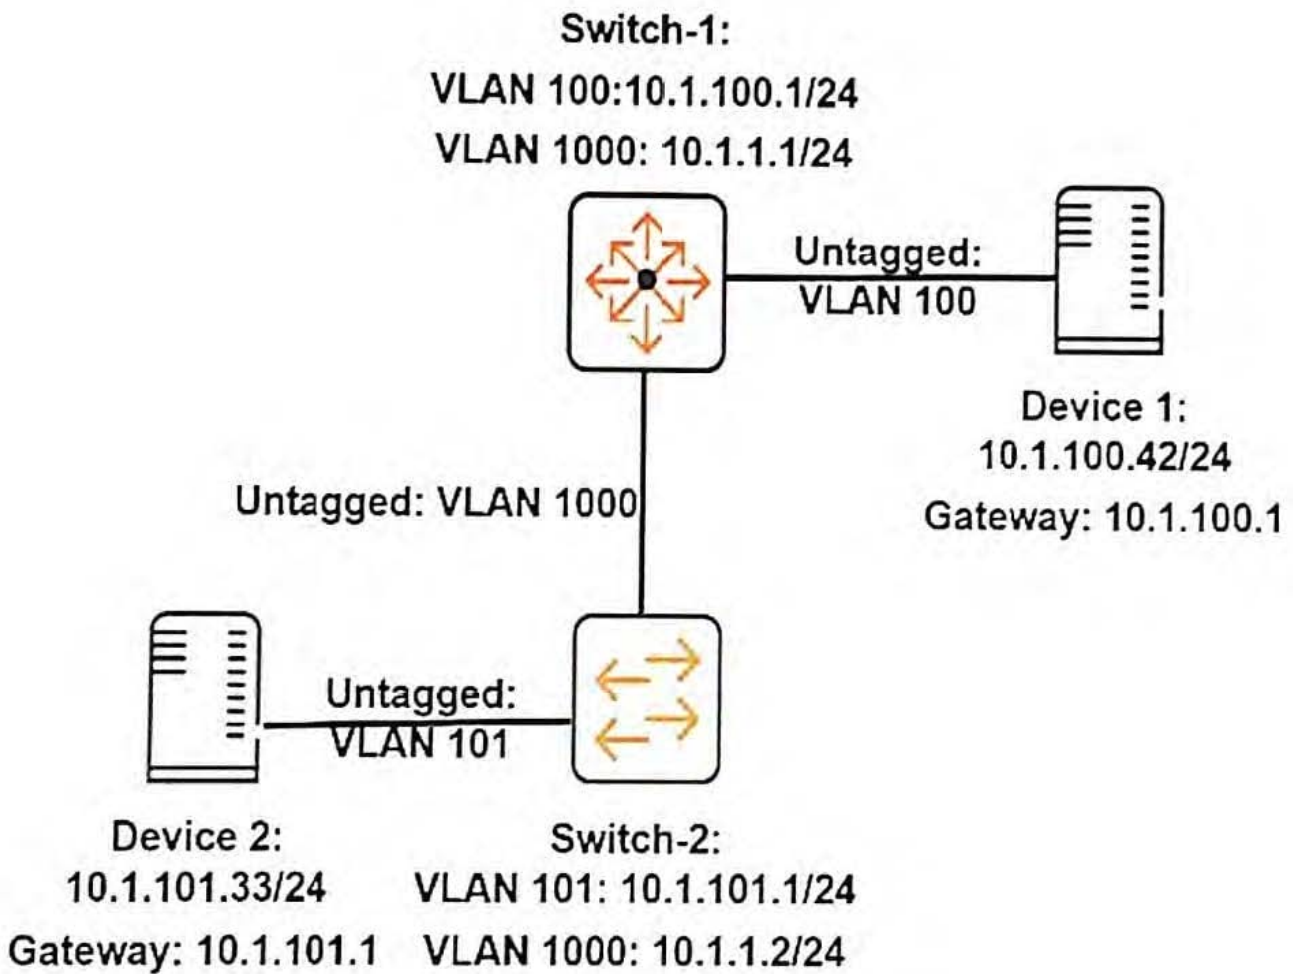 Switch-1:
VLAN 100:10.1.100.1/24
VLAN 1000: 10.1.1.1/24
Untagged:
VLAN 100
Device 1:
10.1.100.42/24
Gateway: 10.1.100.1
Untagged: VLAN 1000
Untagged:
VLAN 101
Device 2:
10.1.101.33/24
Gateway: 10.1.101.1
Switch-2:
VLAN 101: 10.1.101.1/24
VLAN 1000: 10.1.1.2/24